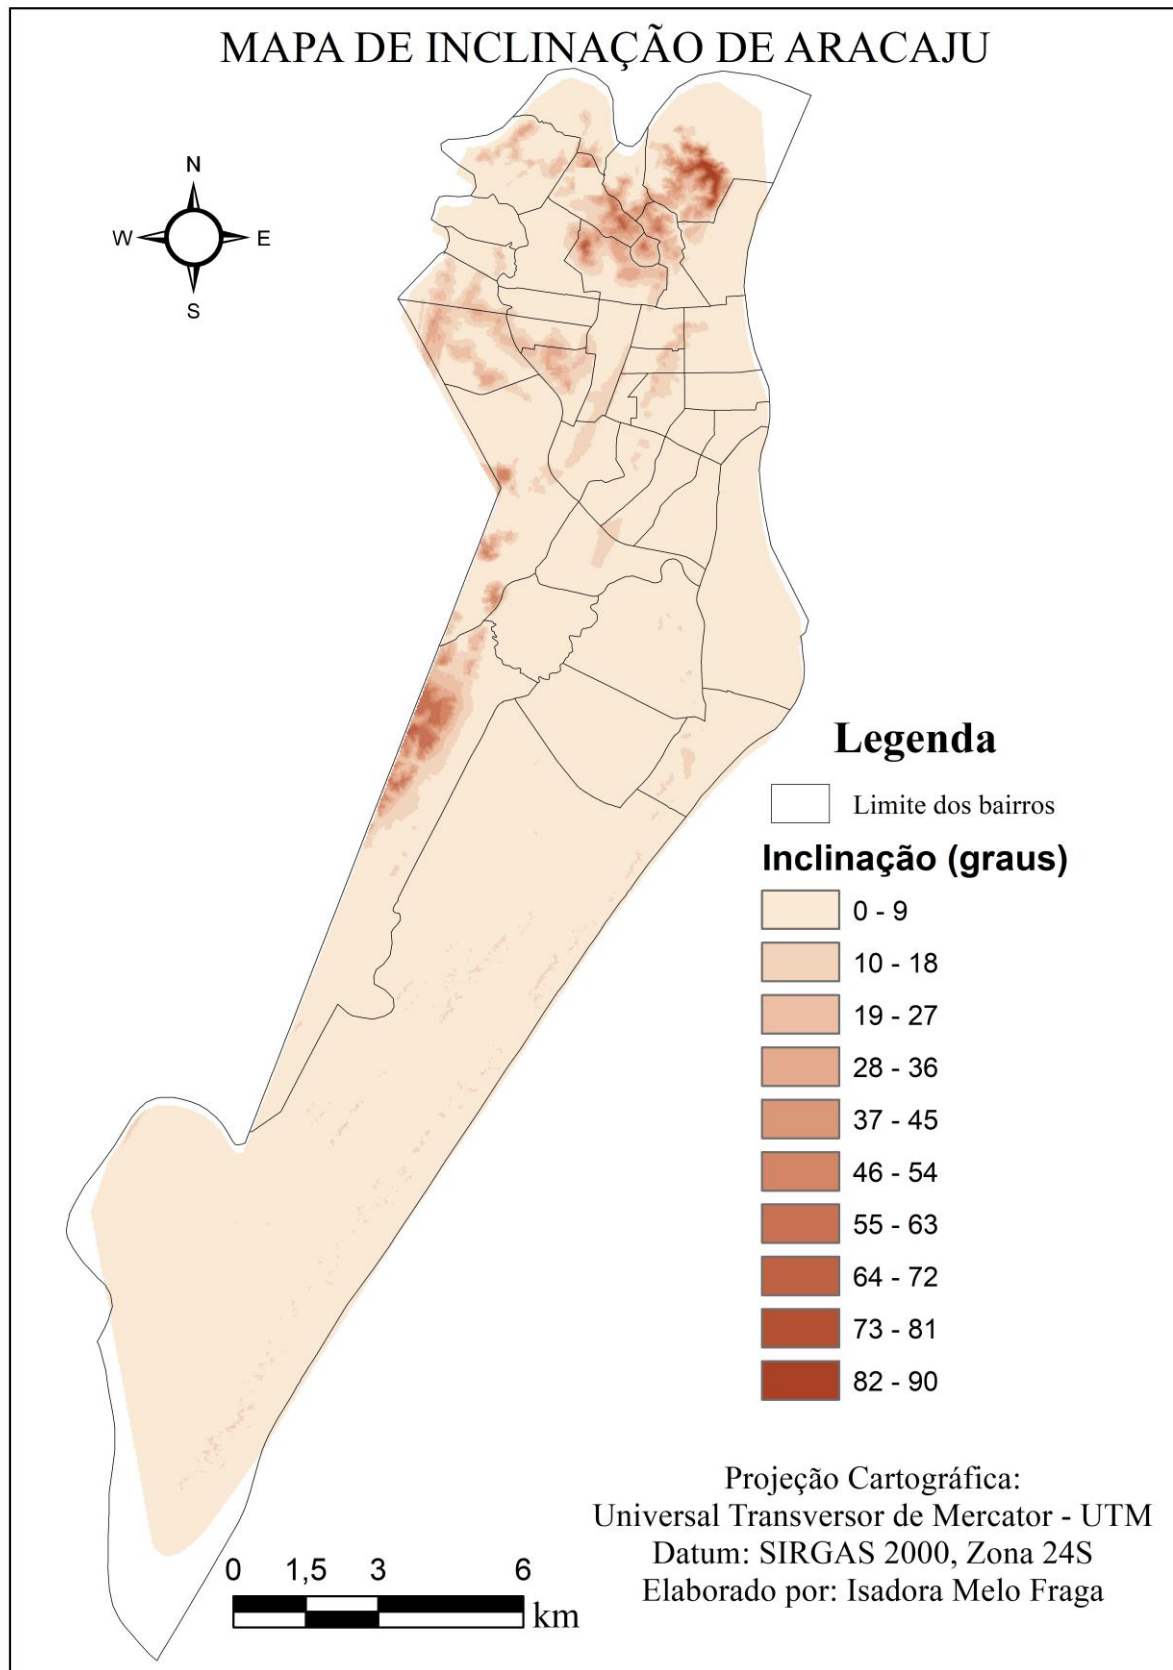 MAPA DE INCLINAÇÃO DE ARACAJU
N
W
E
S
Legenda
Limite dos bairros
Inclinação (graus)
0 - 9
10 - 18
19 - 27
28 - 36
37 - 45
46 - 54
55 - 63
64 - 72
73 - 81
82 - 90
Projeção Cartográfica:
Universal Transversor de Mercator - UTM
Datum: SIRGAS 2000, Zona 24S
Elaborado por: Isadora Melo Fraga
0 1,5 3 6
km